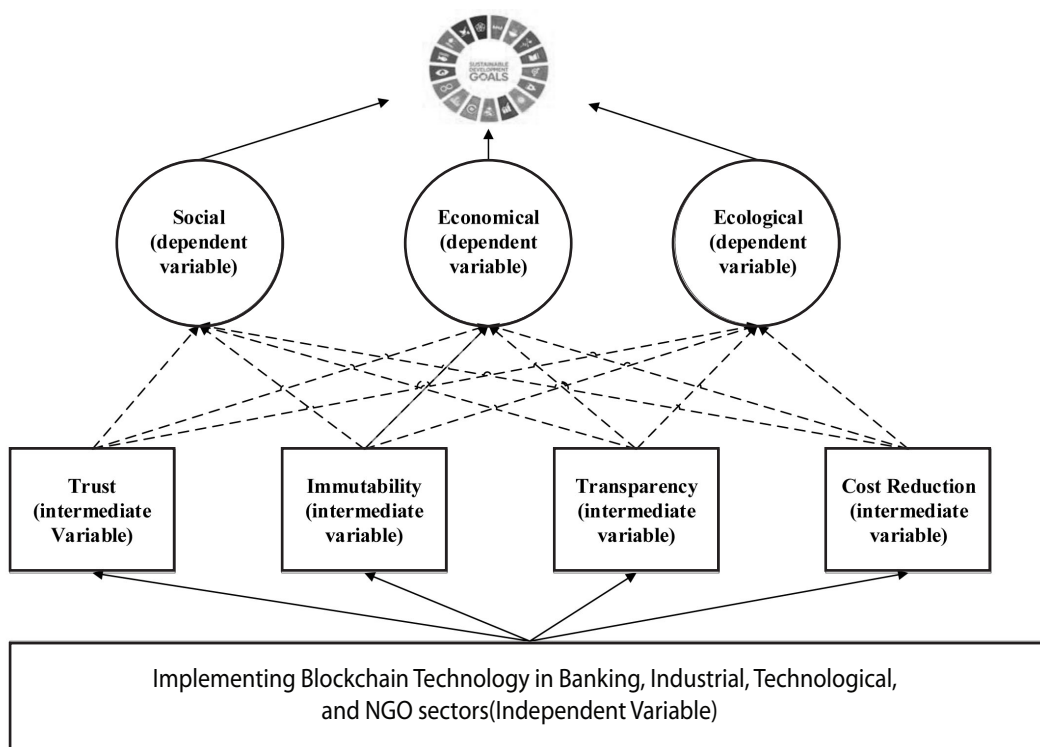 SUSTAINABLE
DEVELOPMENT
GOALS
Social
(dependent
variable)
Economical
(dependent
variable)
Ecological
(dependent
variable)
Trust
(intermediate
Variable)
Immutability
(intermediate
variable)
Transparency
(intermediate
variable)
Cost Reduction
(intermediate
variable)
Implementing Blockchain Technology in Banking, Industrial, Technological,
and NGO sectors(Independent Variable)